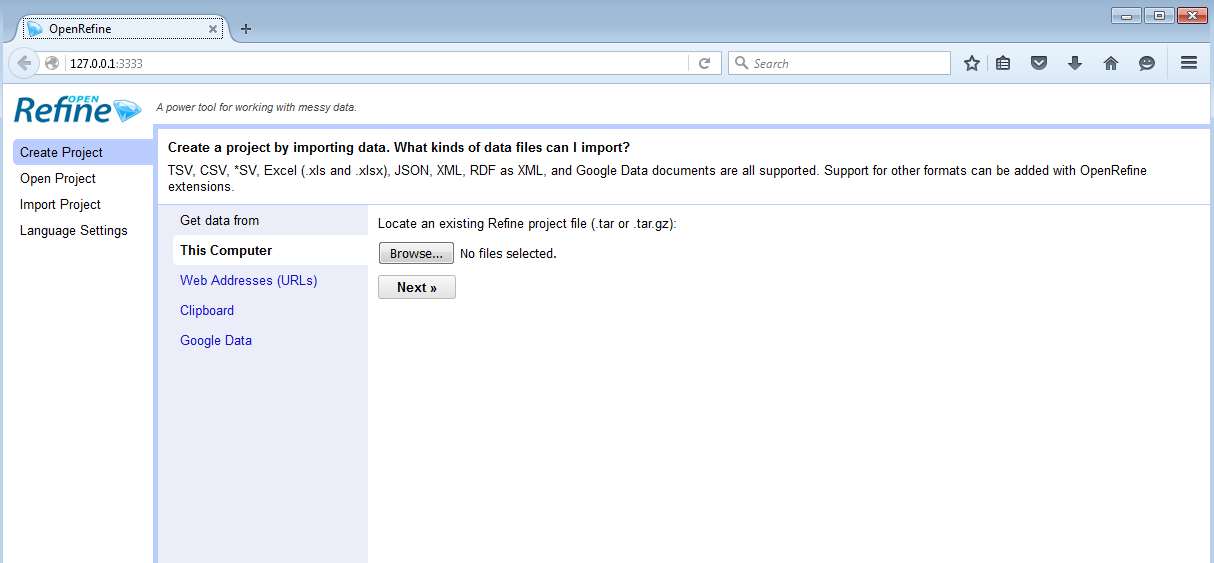 OpenRefine
127.0.0.1:3333
Search
OPEN
Refine
A power tool for working with messy data.
Create Project
Open Project
Import Project
Language Settings
Create a project by importing data. What kinds of data files can I import?
TSV, CSV, *SV, Excel (.xls and .xlsx), JSON, XML, RDF as XML, and Google Data documents are all supported. Support for other formats can be added with OpenRefine
extensions.
Get data from
This Computer
Web Addresses (URLs)
Clipboard
Google Data
Locate an existing Refine project file (.tar or .tar.gz):
Browse... No files selected.
Next »